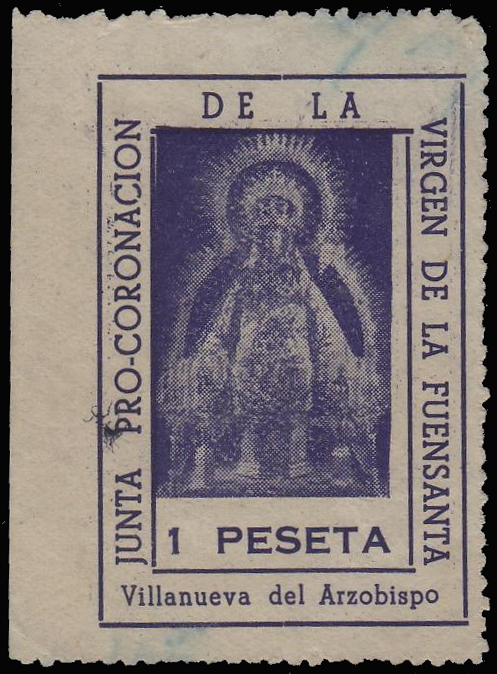 JUNTA PRO-CORONACION
DE LA
VIRGEN DE LA FUENSANTA
1 PESETA
Villanueva del Arzobispo